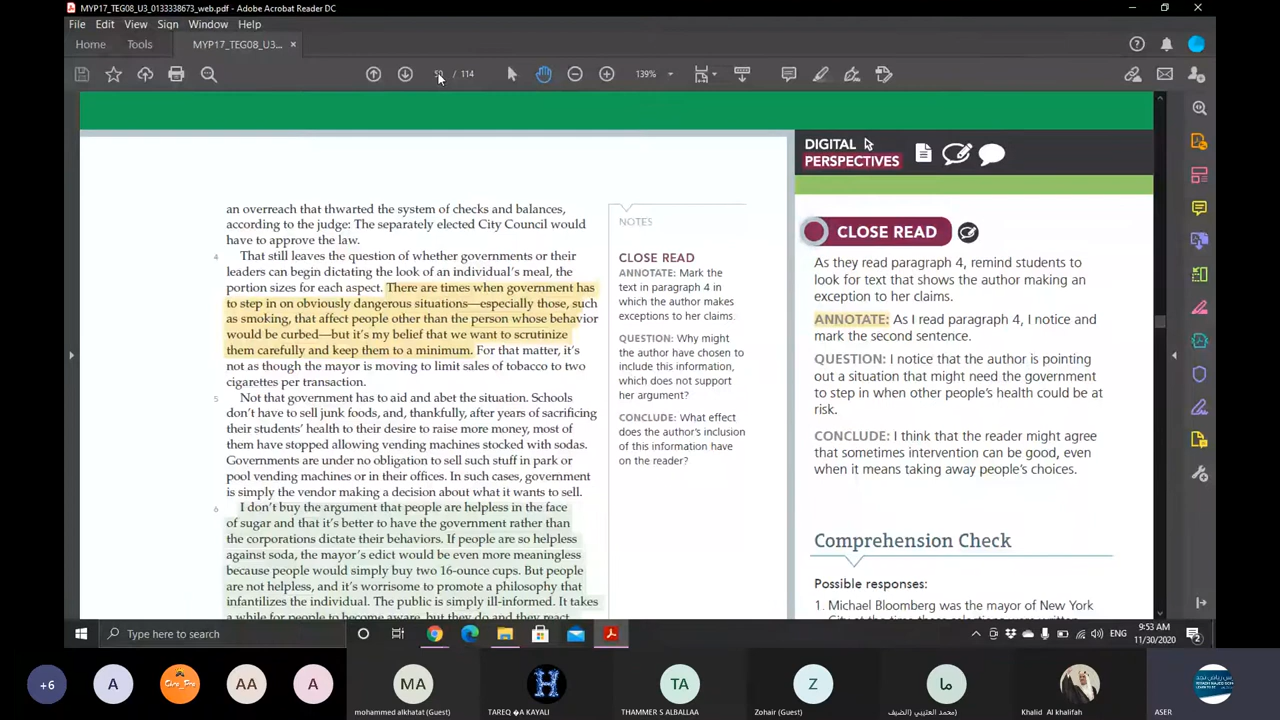 MYP17_TEG08_U3_0133338673_web.pdf - Adobe Acrobat Reader DC
File Edit View Sign Window Help
Home Tools MYP17_TEG08_U3... ×
/ 114 139%
DIGITAL
PERSPECTIVES
an overreach that thwarted the system of checks and balances,
according to the judge: The separately elected City Council would
have to approve the law.
4 That still leaves the question of whether governments or their
leaders can begin dictating the look of an individual's meal, the
portion sizes for each aspect. There are times when government has
to step in on obviously dangerous situations—especially those, such
as smoking, that affect people other than the person whose behavior
would be curbed—but it's my belief that we want to scrutinize
them carefully and keep them to a minimum. For that matter, it's
not as though the mayor is moving to limit sales of tobacco to two
cigarettes per transaction.
5 Not that government has to aid and abet the situation. Schools
don't have to sell junk foods, and, thankfully, after years of sacrificing
their students' health to their desire to raise more money, most of
them have stopped allowing vending machines stocked with sodas.
Governments are under no obligation to sell such stuff in park or
pool vending machines or in their offices. In such cases, government
is simply the vendor making a decision about what it wants to sell.
6 I don't buy the argument that people are helpless in the face
of sugar and that it's better to have the government rather than
the corporations dictate their behaviors. If people are so helpless
against soda, the mayor's edict would be even more meaningless
because people would simply buy two 16-ounce cups. But people
are not helpless, and it's worrisome to promote a philosophy that
infantilizes the individual. The public is simply ill-informed. It takes
a while for people to become aware, but they do and they react
NOTES
CLOSE READ
ANNOTATE: Mark the
text in paragraph 4 in
which the author makes
exceptions to her claims.
QUESTION: Why might
the author have chosen to
include this information,
which does not support
her argument?
CONCLUDE: What effect
does the author's inclusion
of this information have
on the reader?
CLOSE READ
As they read paragraph 4, remind students to
look for text that shows the author making an
exception to her claims.
ANNOTATE: As I read paragraph 4, I notice and
mark the second sentence.
QUESTION: I notice that the author is pointing
out a situation that might need the government
to step in when other people's health could be at
risk.
CONCLUDE: I think that the reader might agree
that sometimes intervention can be good, even
when it means taking away people's choices.
Comprehension Check
Possible responses:
1. Michael Bloomberg was the mayor of New York
Type here to search
ENG
9:53 AM
11/30/2020
2
+6 A AA A MA H TA Z ما
mohammed alkhatat (Guest) TAREQ �A KAYALI THAMMER S ALBALLAA Zohair (Guest) محمد العتيبي (الضيف Khalid Alkhalifah ASER